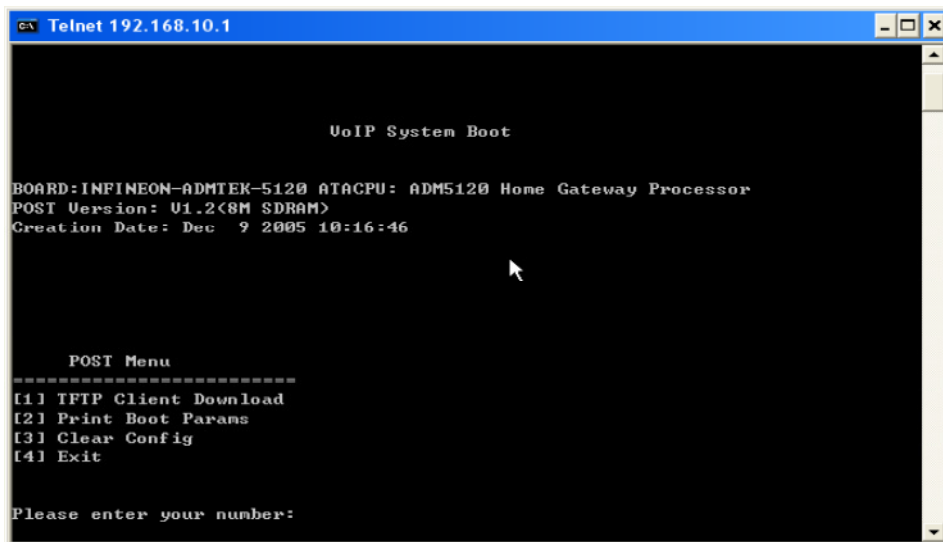 Telnet 192.168.10.1
VoIP System Boot
BOARD:INFINEON-ADMTEK-5120 ATACPU: ADM5120 Home Gateway Processor
POST Version: V1.2(8M SDRAM)
Creation Date: Dec  9 2005 10:16:46
POST Menu
==========================
[1] TFTP Client Download
[2] Print Boot Params
[3] Clear Config
[4] Exit
Please enter your number: